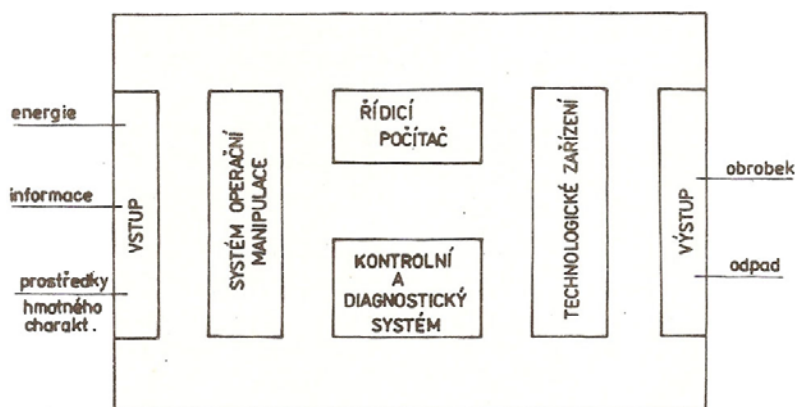 energie
informace
prostředky
hmotného
charakt.
VSTUP
SYSTÉM OPERAČNÍ
MANIPULACE
ŘÍDICÍ
POČÍTAČ
KONTROLNÍ
A
DIAGNOSTICKÝ
SYSTÉM
TECHNOLOGICKÉ ZAŘÍZENÍ
VÝSTUP
obrobek
odpad